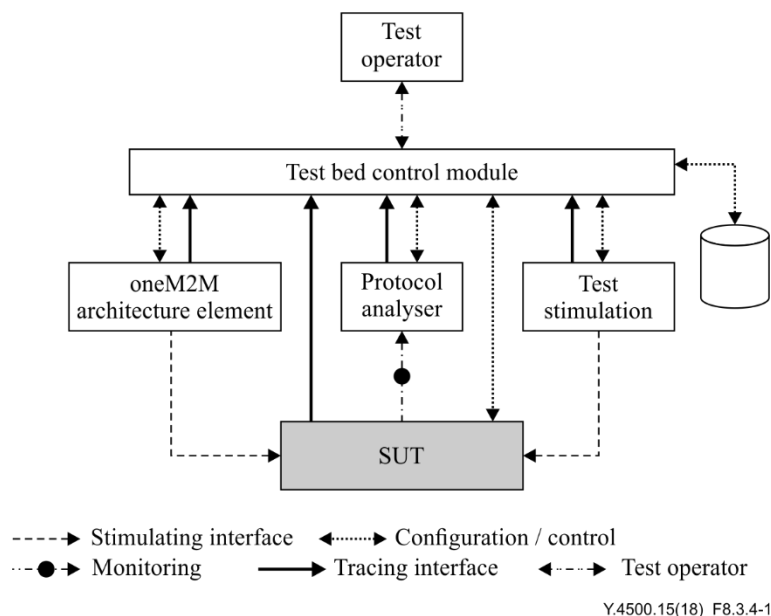 Test
operator
Test bed control module
oneM2M
architecture element
Protocol
analyser
Test
stimulation
SUT
Stimulating interface
Configuration / control
Monitoring
Tracing interface
Test operator
Y.4500.15(18)_F8.3.4-1